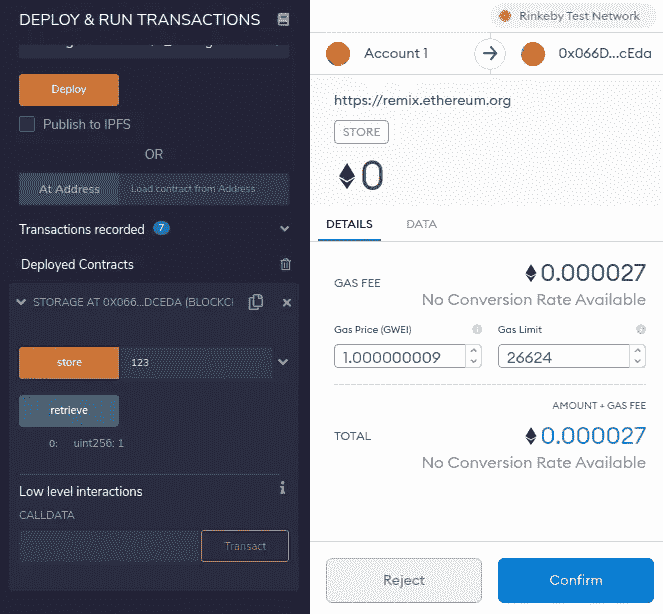 DEPLOY & RUN TRANSACTIONS
Deploy
Publish to IPFS
OR
At Address
Load contract from Address
Transactions recorded 7
Deployed Contracts
STORAGE AT 0X066...DCEDA (BLOCKCH
store
123
retrieve
0: uint256: 1
Low level interactions
CALLDATA
Transact
Rinkeby Test Network
Account 1
0x066D...cEda
https://remix.ethereum.org
STORE
0
DETAILS
DATA
GAS FEE
0.000027
No Conversion Rate Available
Gas Price (GWEI)
Gas Limit
1.000000009
26624
AMOUNT + GAS FEE
TOTAL
0.000027
No Conversion Rate Available
Reject
Confirm